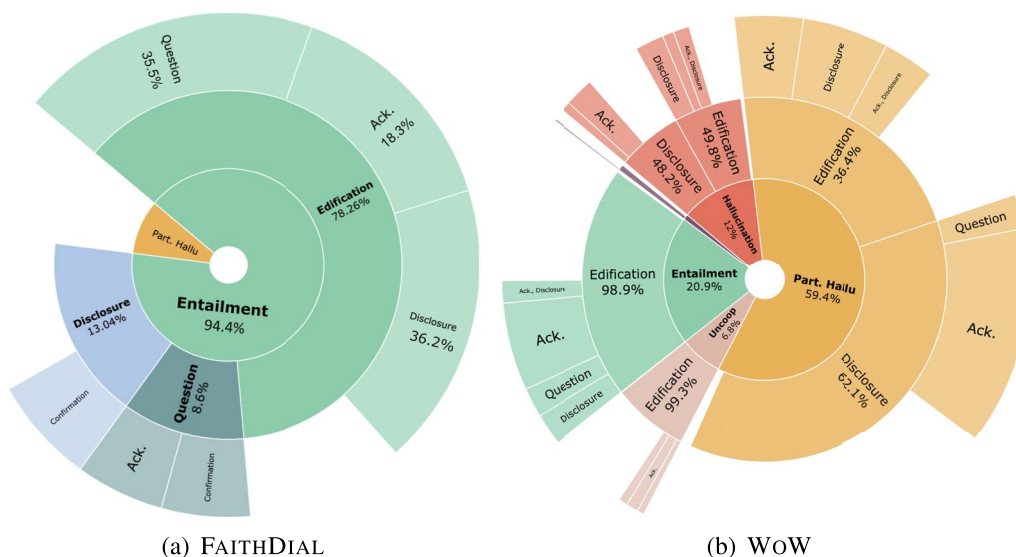 Question
35.5%
Ack.
18.3%
Edification
78.26%
Part. Hallu
Disclosure
36.2%
Entailment
94.4%
Disclosure
13.04%
Question
8.6%
Confirmation
Ack.
Confirmation
(a) FAITHDIAL
Ack.
Disclosure
Ack., Disclosure
Disclosure
Ack., Disclosure
Ack.
Edification
49.8%
Disclosure
48.2%
Edification
36.4%
Hallucination
12%
Question
Edification
98.9%
Entailment
20.9%
Part. Hallu
59.4%
Ack., Disclosure
Ack.
Question
Disclosure
Uncoop
6.8%
Ack.
Edification
99.3%
Disclosure
62.1%
Ack.
(b) WOW